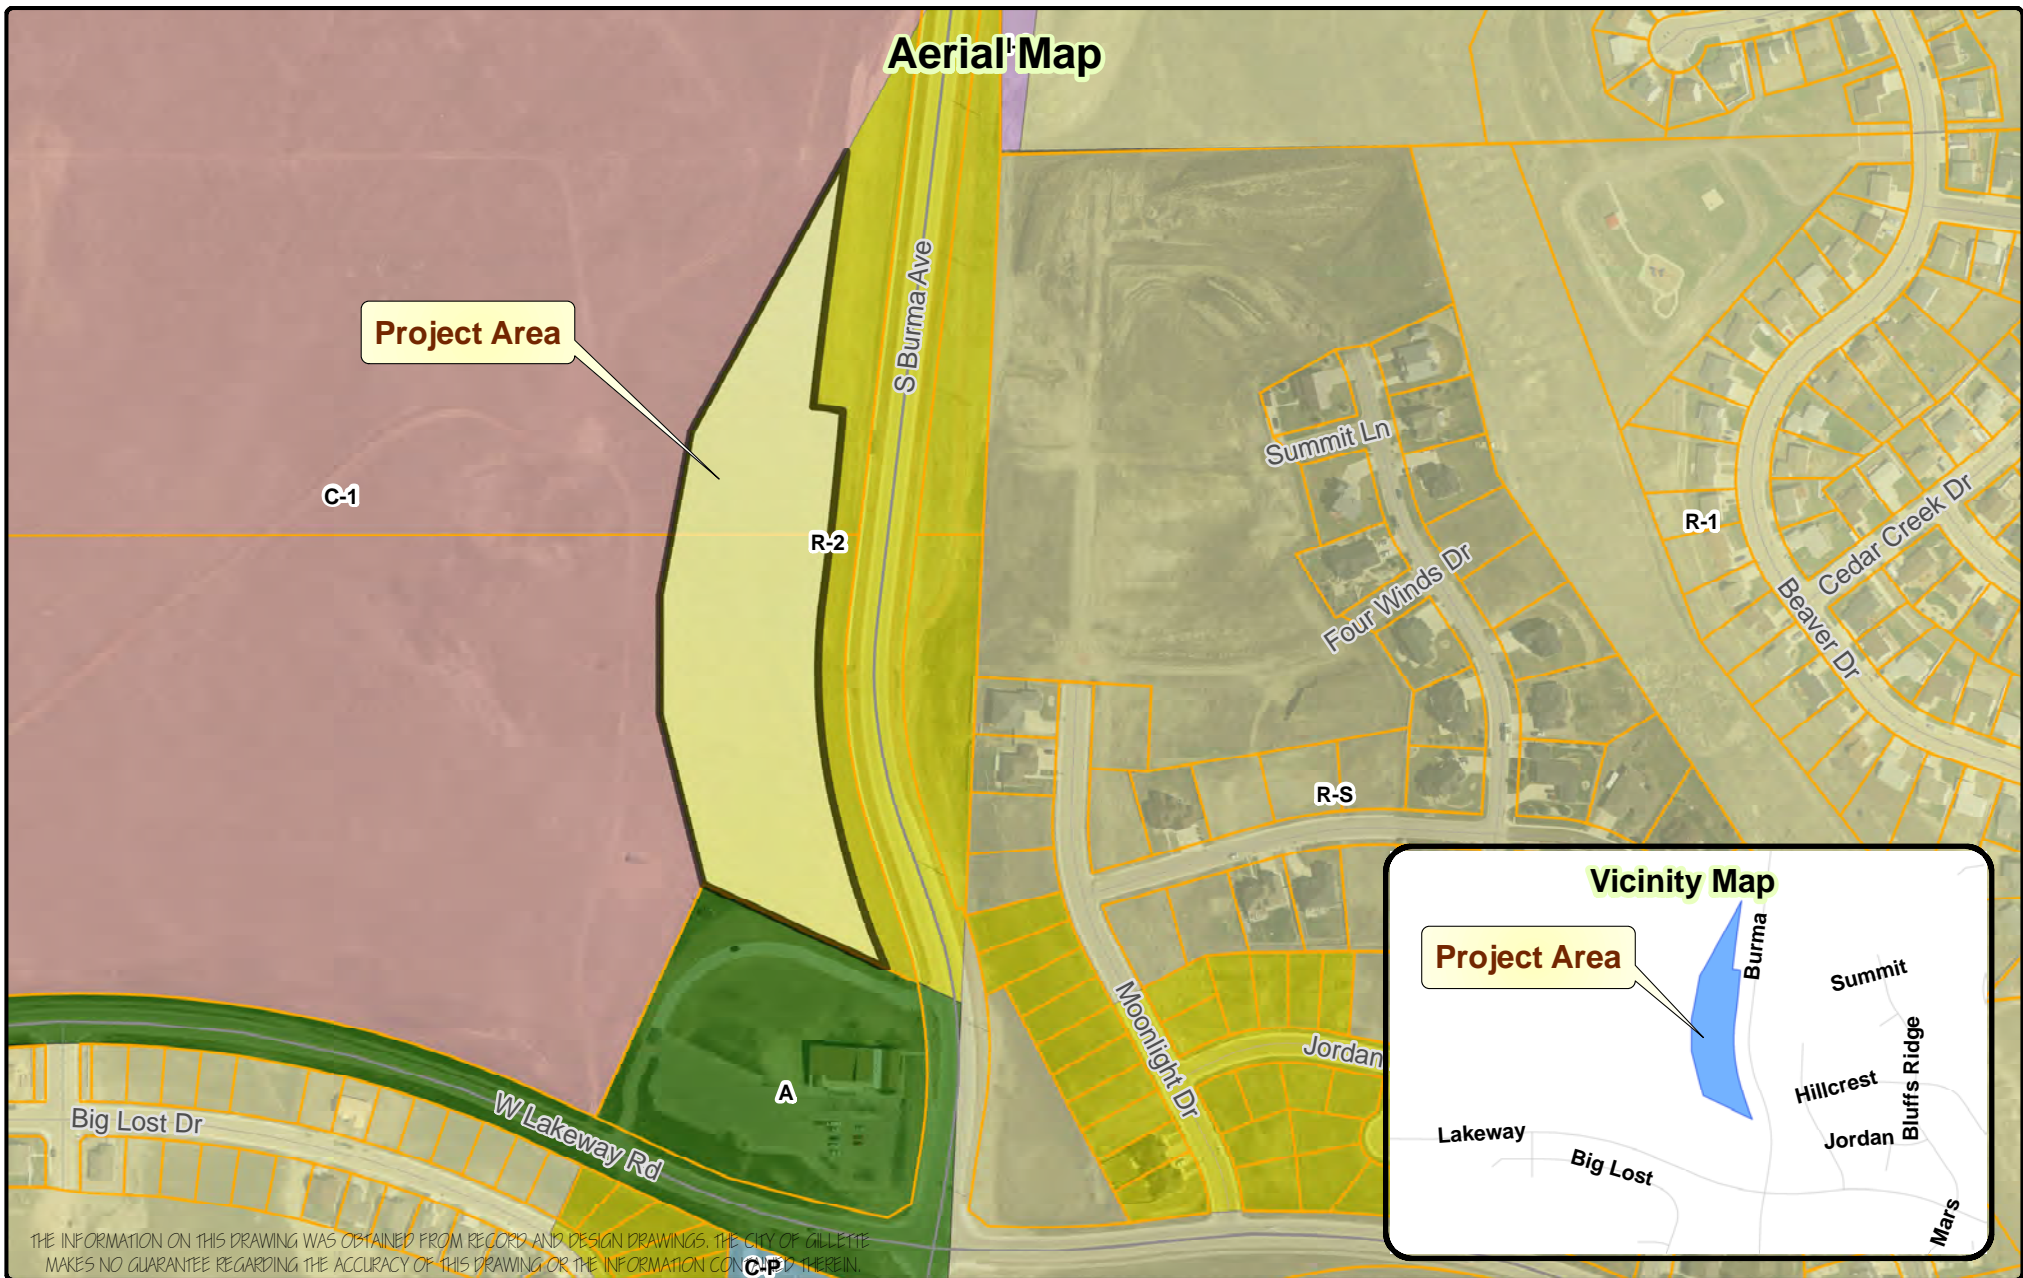 Aerial Map
I-
Project Area
S Burma Ave
Summit Ln
C-1
R-2
R-1
Cedar Creek Dr
Four Winds Dr
Beaver Dr
R-S
Vicinity Map
Project Area
Burma
Summit
Bluffs Ridge
Hillcrest
Jordan
Lakeway
Big Lost
Mars
Moonlight Dr
Jordan
A
W Lakeway Rd
Big Lost Dr
THE INFORMATION ON THIS DRAWING WAS OBTAINED FROM RECORD AND DESIGN DRAWINGS. THE CITY OF GILLETTE
MAKES NO GUARANTEE REGARDING THE ACCURACY OF THIS DRAWING OR THE INFORMATION CONTAINED THEREIN.
C-P